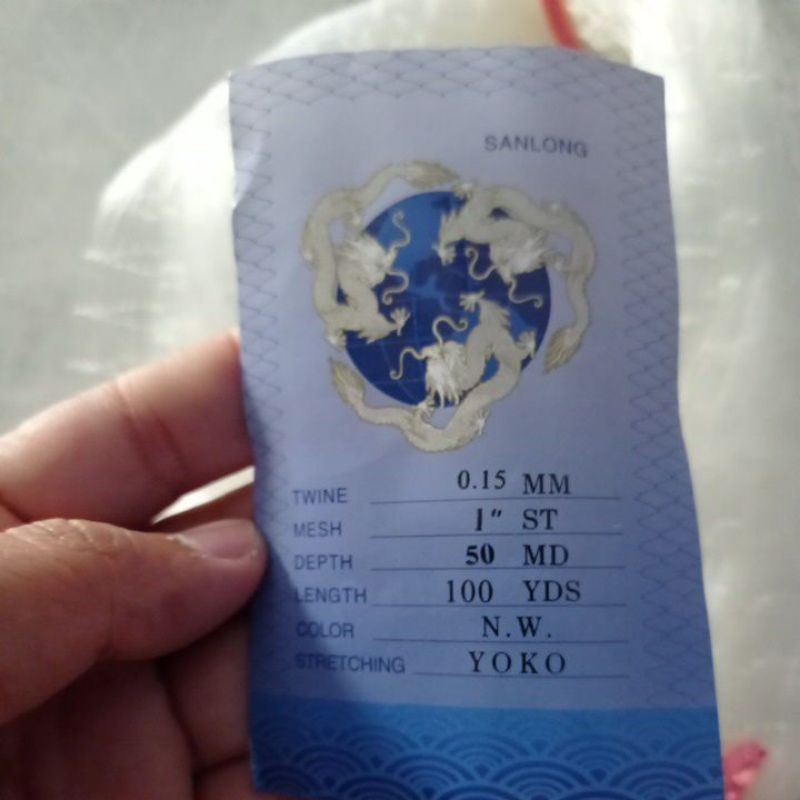 SANLONG
TWINE 0.15 MM
MESH 1" ST
DEPTH 50 MD
LENGTH 100 YDS
COLOR N.W.
STRETCHING YOKO